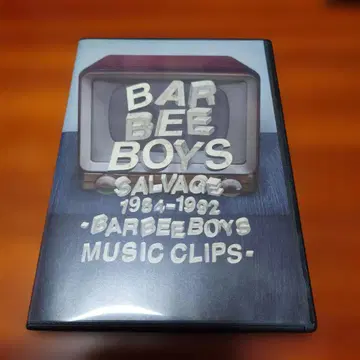 BAR
BEE
BOYS
SALVAGE
1984-1992
-BARBEE BOYS
MUSIC CLIPS-